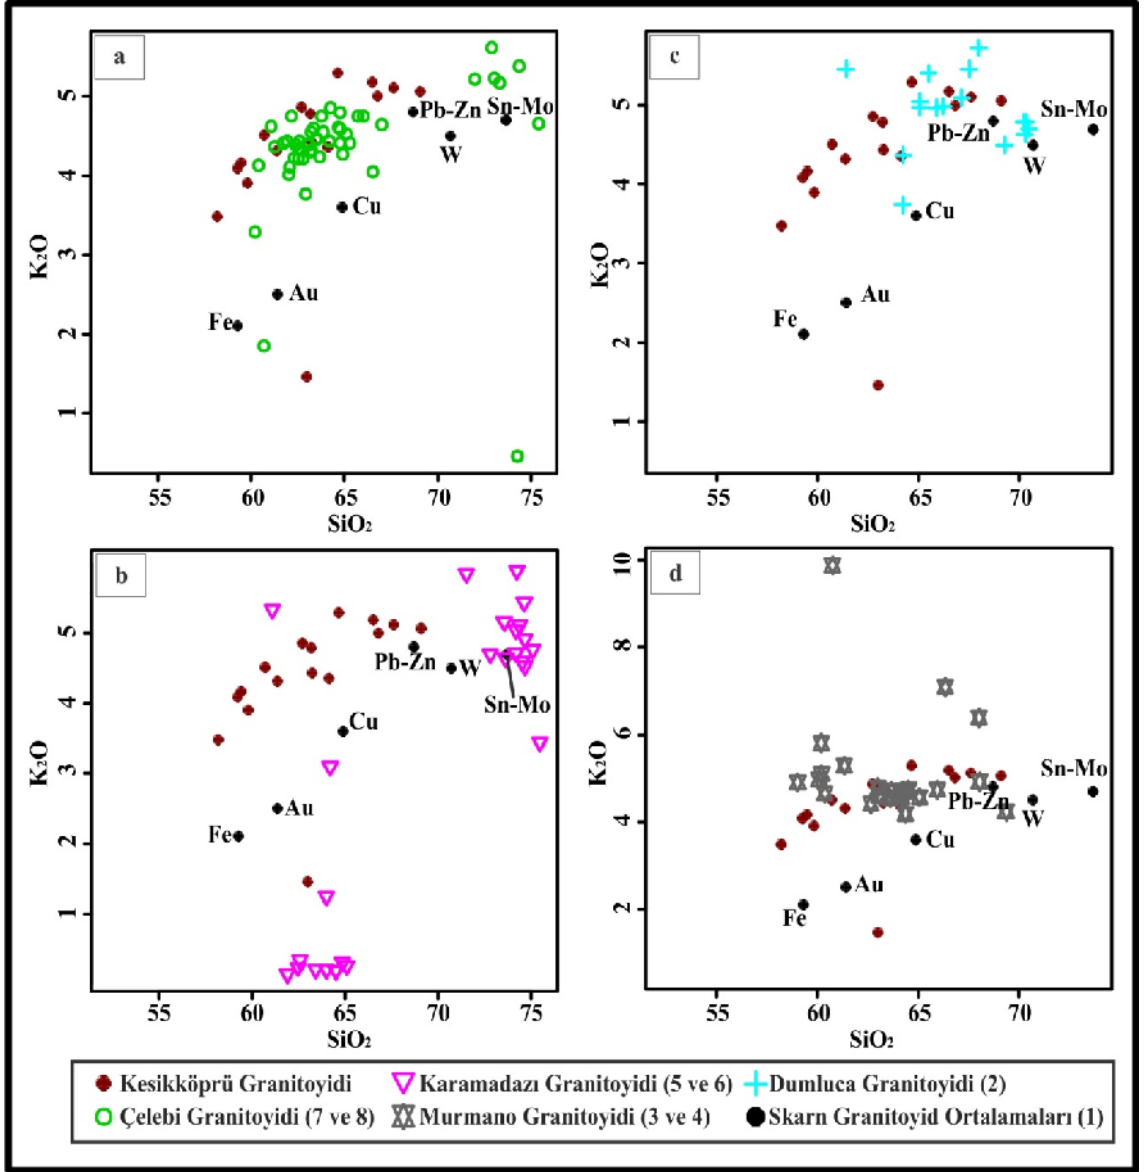 a
K₂O
5
4
3
2
1
Pb-Zn
Sn-Mo
W
Cu
Au
Fe
55 60 65 70 75
SiO₂
c
K₂O
5
4
3
2
1
Sn-Mo
Pb-Zn
W
Cu
Au
Fe
55 60 65 70
SiO₂
b
K₂O
5
4
3
2
1
Pb-Zn
W
Sn-Mo
Cu
Au
Fe
55 60 65 70 75
SiO₂
d
K₂O
10
8
6
4
2
Sn-Mo
Pb-Zn
W
Cu
Au
Fe
55 60 65 70
SiO₂
Kesikköprü Granitoyidi Karamadazı Granitoyidi (5 ve 6) Dumluca Granitoyidi (2)
Çelebi Granitoyidi (7 ve 8) Murmano Granitoyidi (3 ve 4) Skarn Granitoyid Ortalamaları (1)